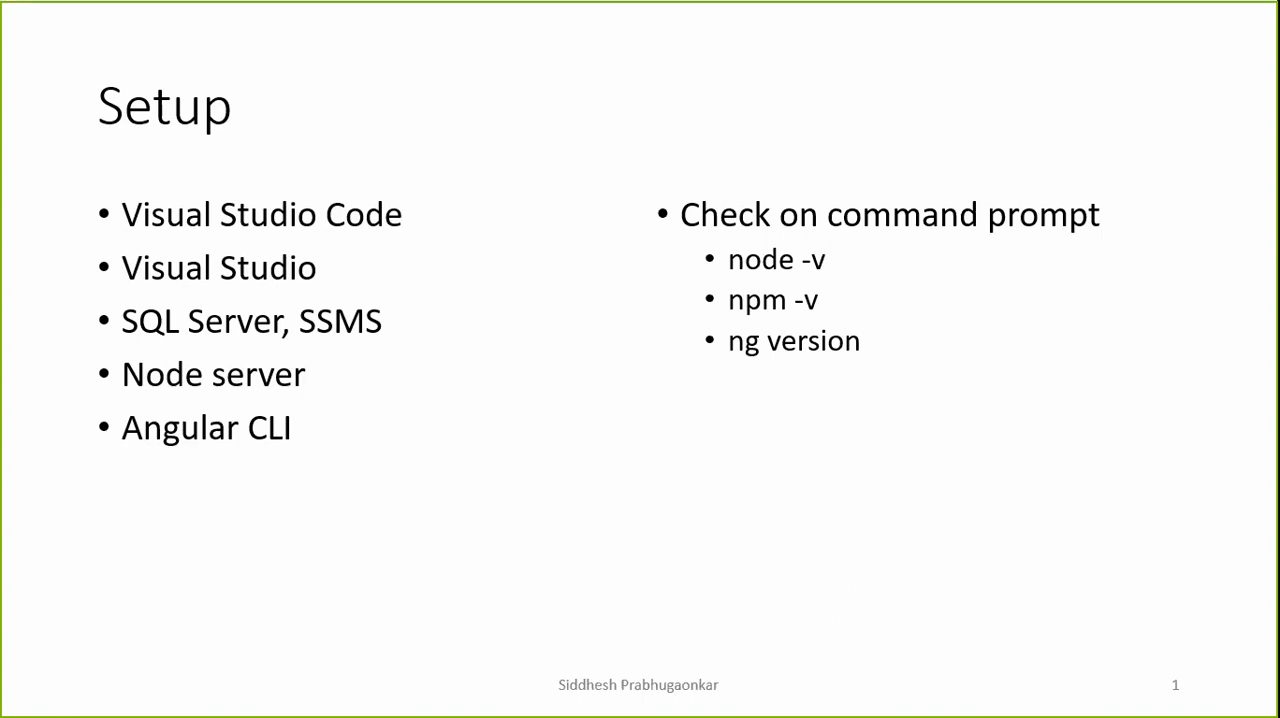 Setup
• Visual Studio Code
• Visual Studio
• SQL Server, SSMS
• Node server
• Angular CLI
• Check on command prompt
• node -v
• npm -v
• ng version
Siddhesh Prabhugaonkar
1